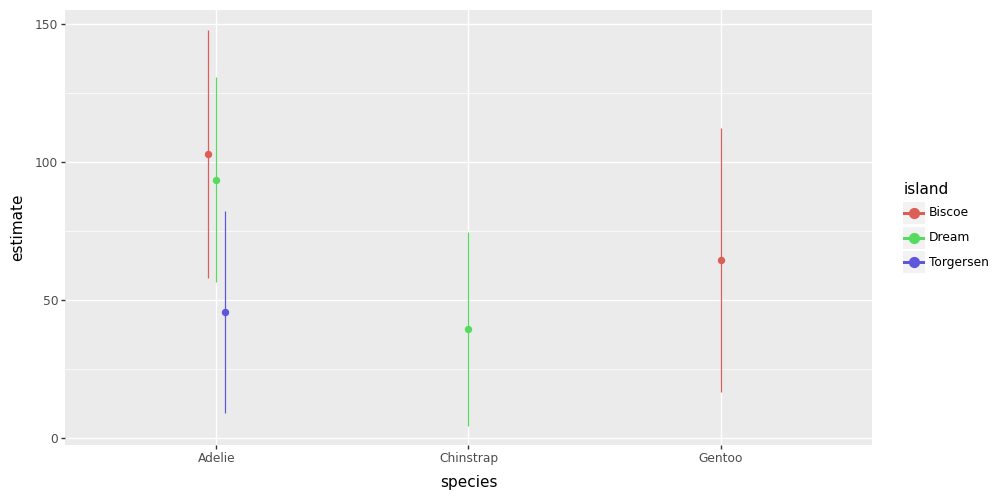 150
100
50
0
estimate
Adelie
Chinstrap
Gentoo
species
island
Biscoe
Dream
Torgersen